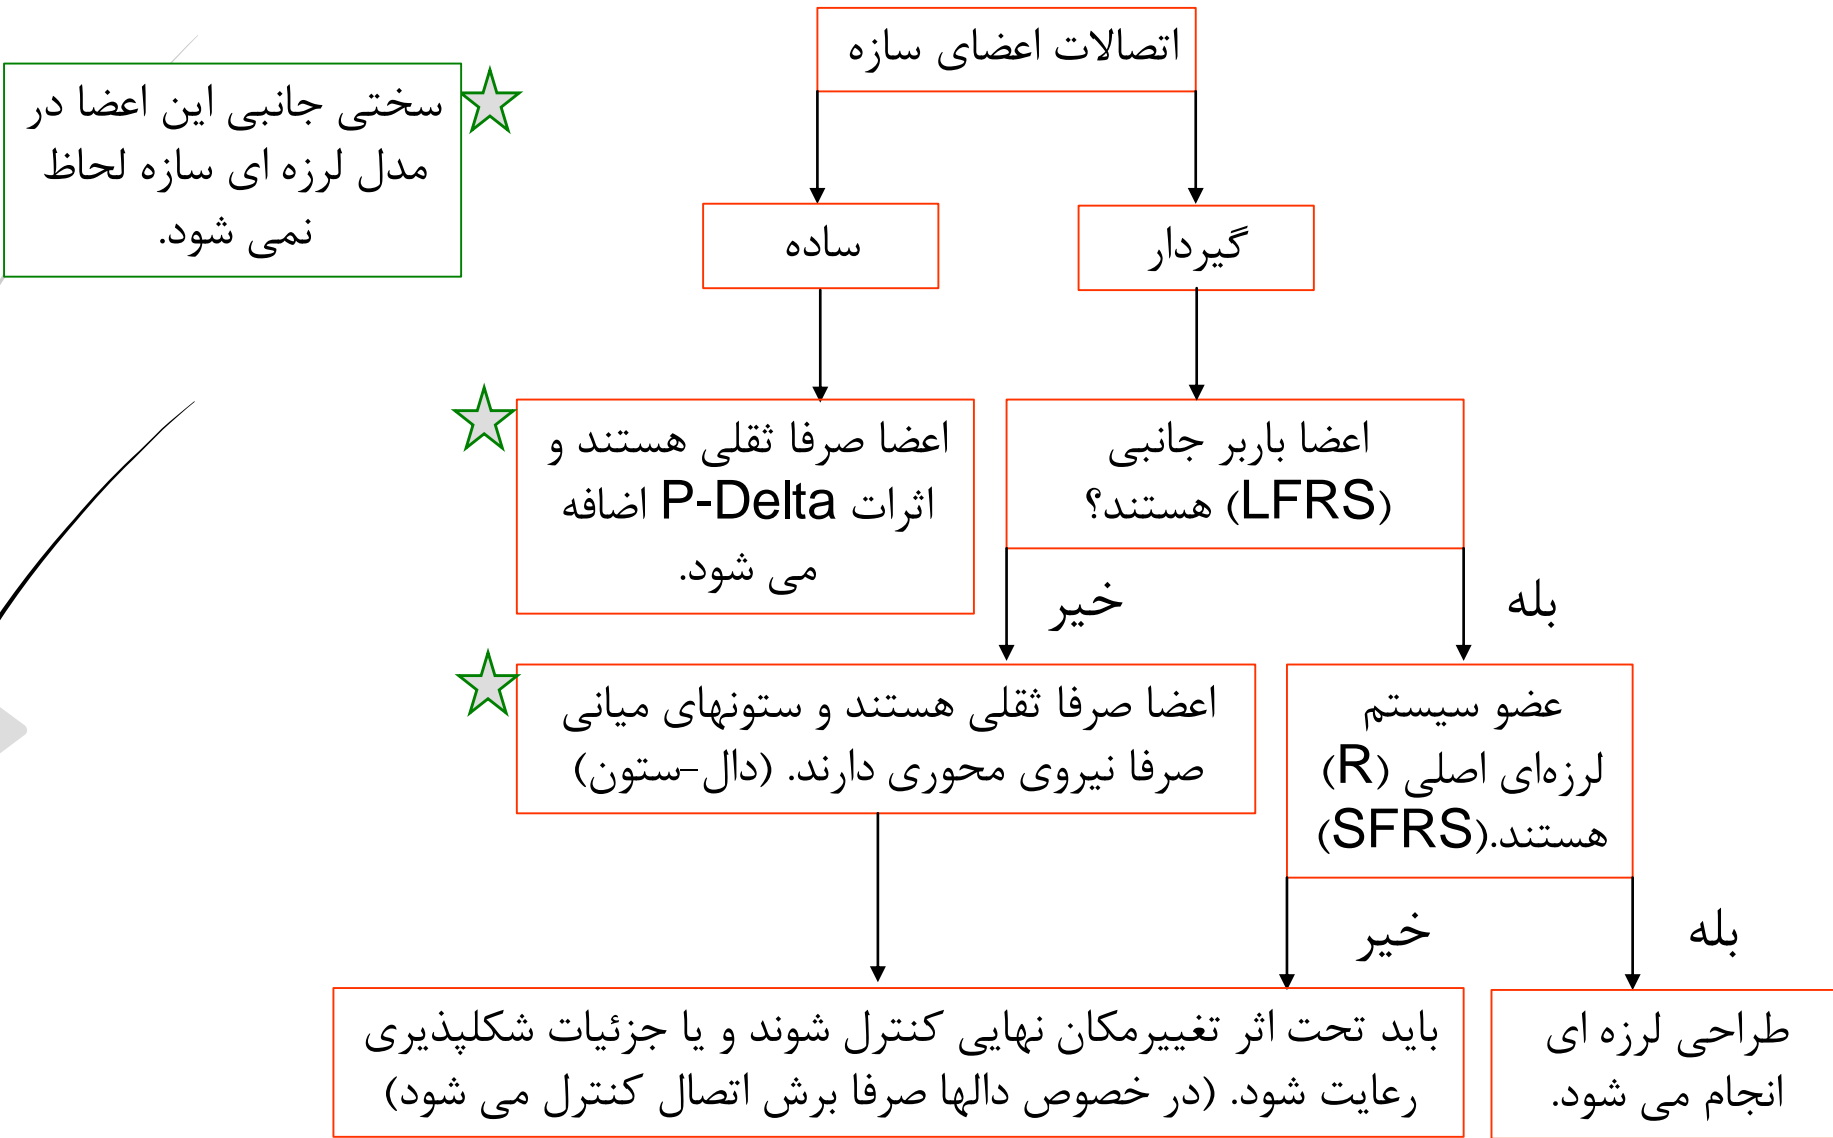 اتصالات اعضای سازه
سختی جانبی این اعضا در
مدل لرزه ای سازه لحاظ
نمی شود.
گیردار
ساده
اعضا باربر جانبی
(LFRS) هستند؟
اعضا صرفا ثقلی هستند و
اثرات P-Delta اضافه
می شود.
بله
خیر
عضو سیستم
لرزه‌ای اصلی (R)
هستند.(SFRS)
اعضا صرفا ثقلی هستند و ستونهای میانی
صرفا نیروی محوری دارند. (دال-ستون)
بله
خیر
طراحی لرزه ای
انجام می شود.
باید تحت اثر تغییرمکان نهایی کنترل شوند و یا جزئیات شکلپذیری
رعایت شود. (در خصوص دالها صرفا برش اتصال کنترل می شود)